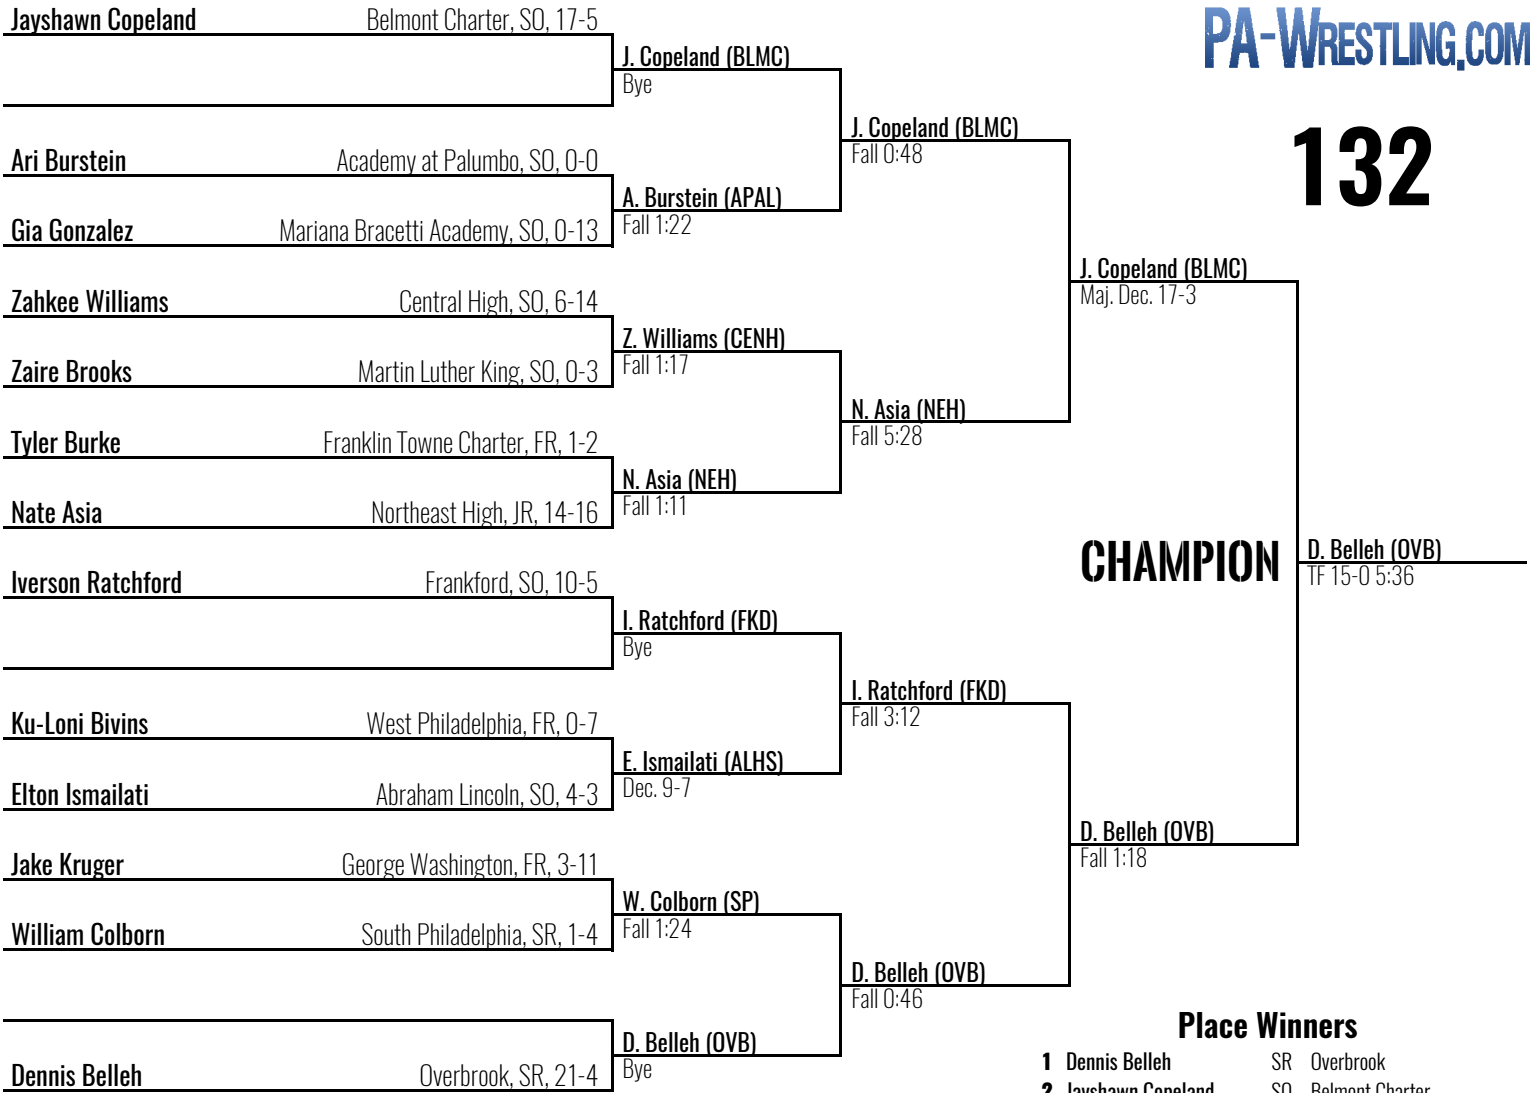 Jayshawn Copeland Belmont Charter, SO, 17-5
PA-WRESTLING.COM
J. Copeland (BLMC)
Bye
J. Copeland (BLMC)
Fall 0:48
132
Ari Burstein Academy at Palumbo, SO, 0-0
A. Burstein (APAL)
Fall 1:22
Gia Gonzalez Mariana Bracetti Academy, SO, 0-13
J. Copeland (BLMC)
Maj. Dec. 17-3
Zahkee Williams Central High, SO, 6-14
Z. Williams (CENH)
Fall 1:17
Zaire Brooks Martin Luther King, SO, 0-3
N. Asia (NEH)
Fall 5:28
Tyler Burke Franklin Towne Charter, FR, 1-2
N. Asia (NEH)
Fall 1:11
Nate Asia Northeast High, JR, 14-16
CHAMPION
D. Belleh (OVB)
TF 15-0 5:36
Iverson Ratchford Frankford, SO, 10-5
I. Ratchford (FKD)
Bye
I. Ratchford (FKD)
Fall 3:12
Ku-Loni Bivins West Philadelphia, FR, 0-7
E. Ismailati (ALHS)
Dec. 9-7
Elton Ismailati Abraham Lincoln, SO, 4-3
D. Belleh (OVB)
Fall 1:18
Jake Kruger George Washington, FR, 3-11
W. Colborn (SP)
Fall 1:24
William Colborn South Philadelphia, SR, 1-4
D. Belleh (OVB)
Fall 0:46
D. Belleh (OVB)
Bye
Dennis Belleh Overbrook, SR, 21-4
Place Winners
1 Dennis Belleh SR Overbrook
2 Jayshawn Copeland SO Belmont Charter